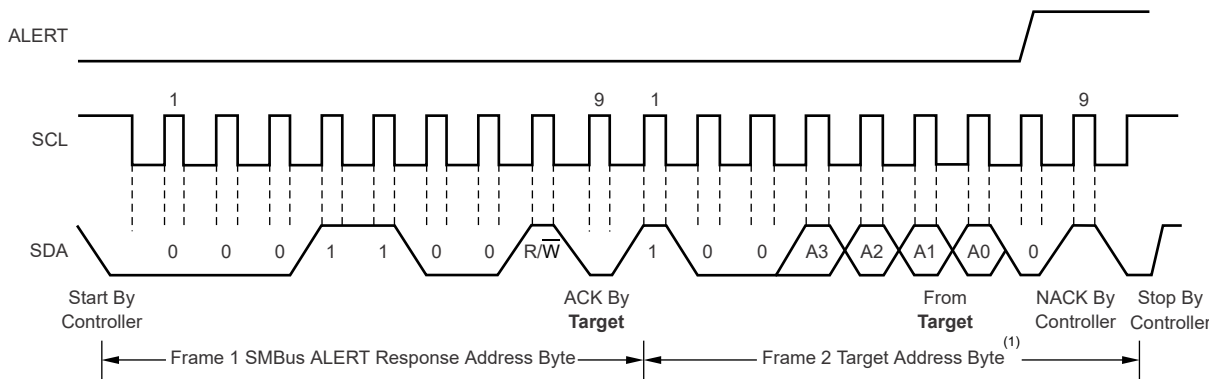 ALERT
1 9 1 9
SCL
SDA
0 0 0 1 1 0 0 R/W̅ 1 0 0 A3 A2 A1 A0 0
Start By
Controller
ACK By
Target
From
Target
NACK By
Controller
Stop By
Controller
Frame 1 SMBus ALERT Response Address Byte
Frame 2 Target Address Byte(1)